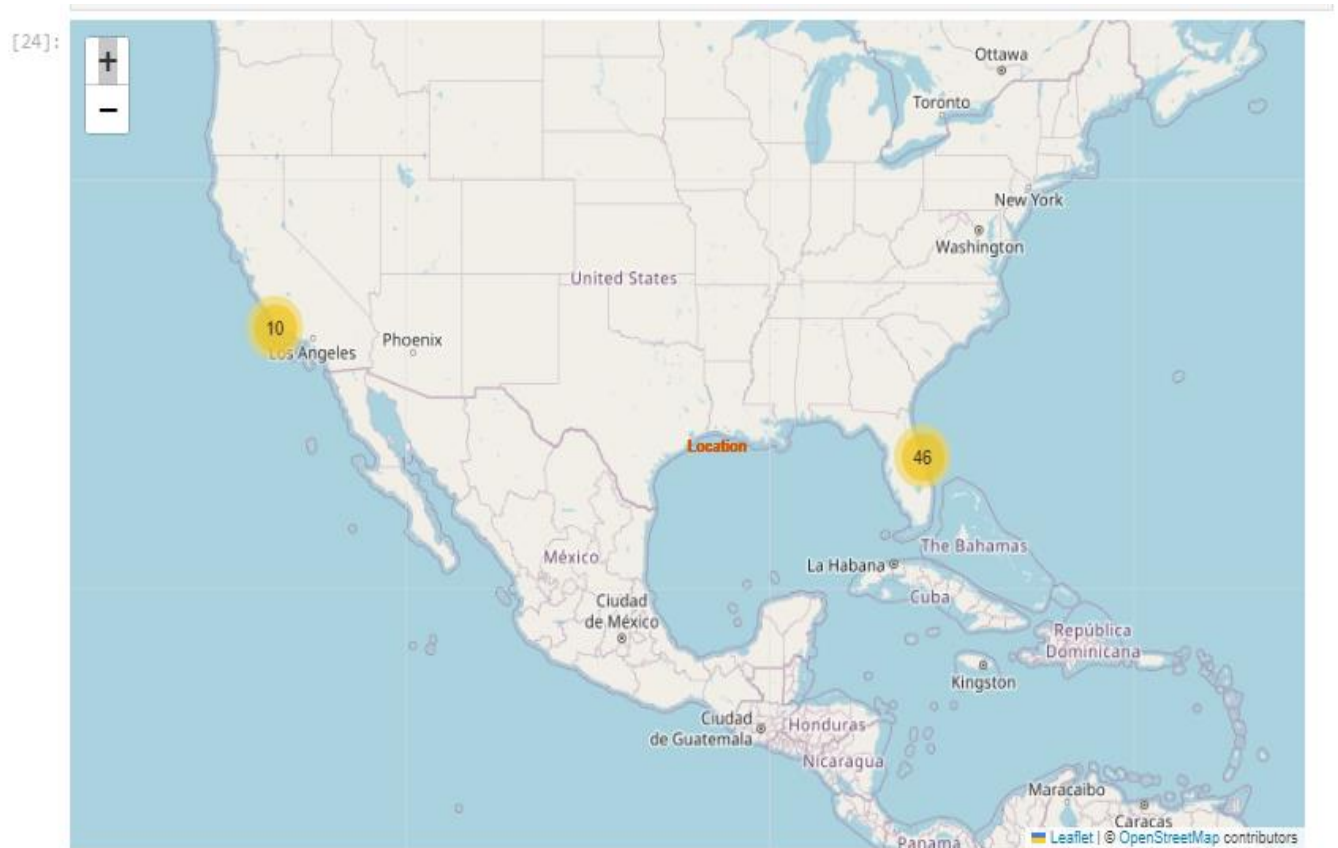 [24]:
+
−
Ottawa
Toronto
New York
Washington
United States
10
Los Angeles
Phoenix
Location
46
The Bahamas
La Habana
México
Cuba
Ciudad
de México
República
Dominicana
Kingston
Ciudad
de Guatemala
Honduras
Nicaragua
Maracaibo
Caracas
Panamá
Leaflet | © OpenStreetMap contributors